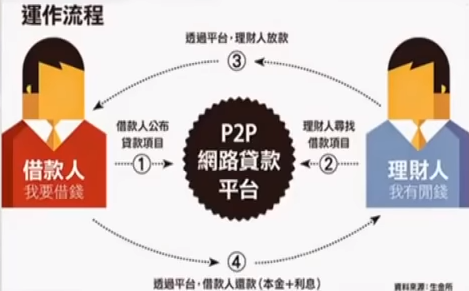 運作流程
透過平台，理財人放款
③
借款人公布
貸款項目
①
P2P
網路貸款
平台
理財人尋找
借款項目
②
借款人
我要借錢
理財人
我有閒錢
④
透過平台，借款人還款（本金+利息）
資料來源：生金所